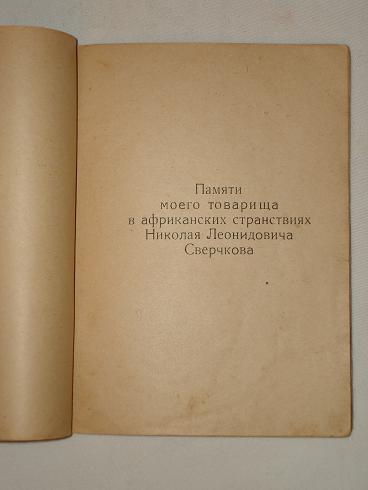 Памяти
моего товарища
в африканских странствиях
Николая Леонидовича
Сверчкова